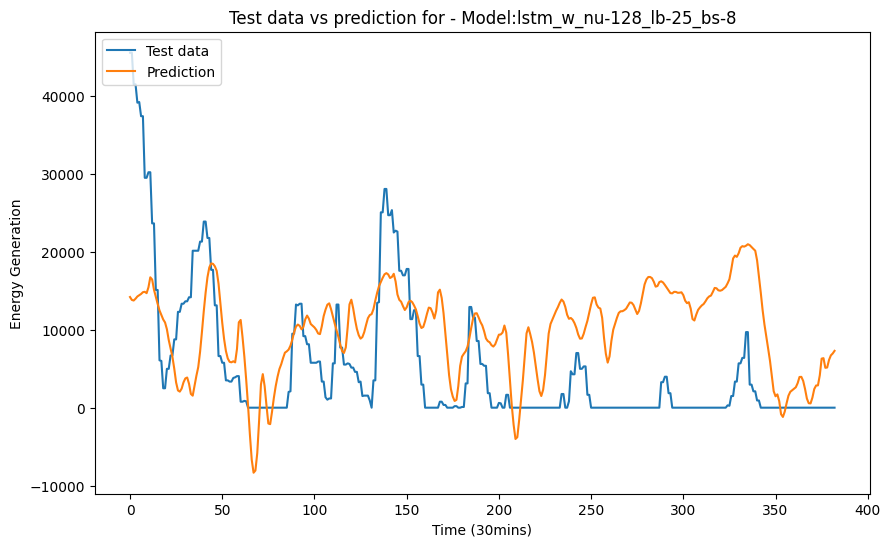 Test data vs prediction for - Model:lstm_w_nu-128_lb-25_bs-8
Test data
Prediction
40000
30000
20000
10000
0
−10000
Energy Generation
0 50 100 150 200 250 300 350 400
Time (30mins)